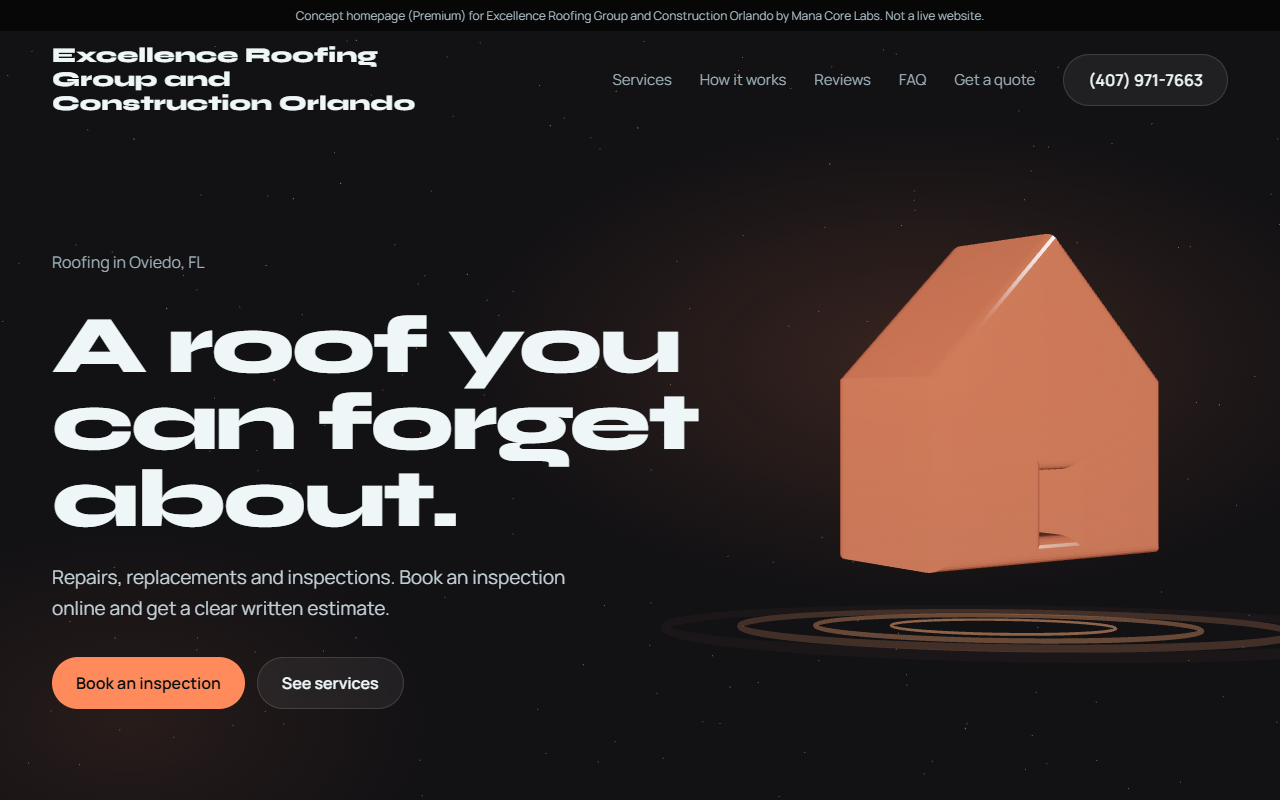 Concept homepage (Premium) for Excellence Roofing Group and Construction Orlando by Mana Core Labs. Not a live website.
Excellence Roofing
Group and
Construction Orlando
Services
How it works
Reviews
FAQ
Get a quote
(407) 971-7663
Roofing in Oviedo, FL
A roof you
can forget
about.
Repairs, replacements and inspections. Book an inspection
online and get a clear written estimate.
Book an inspection
See services